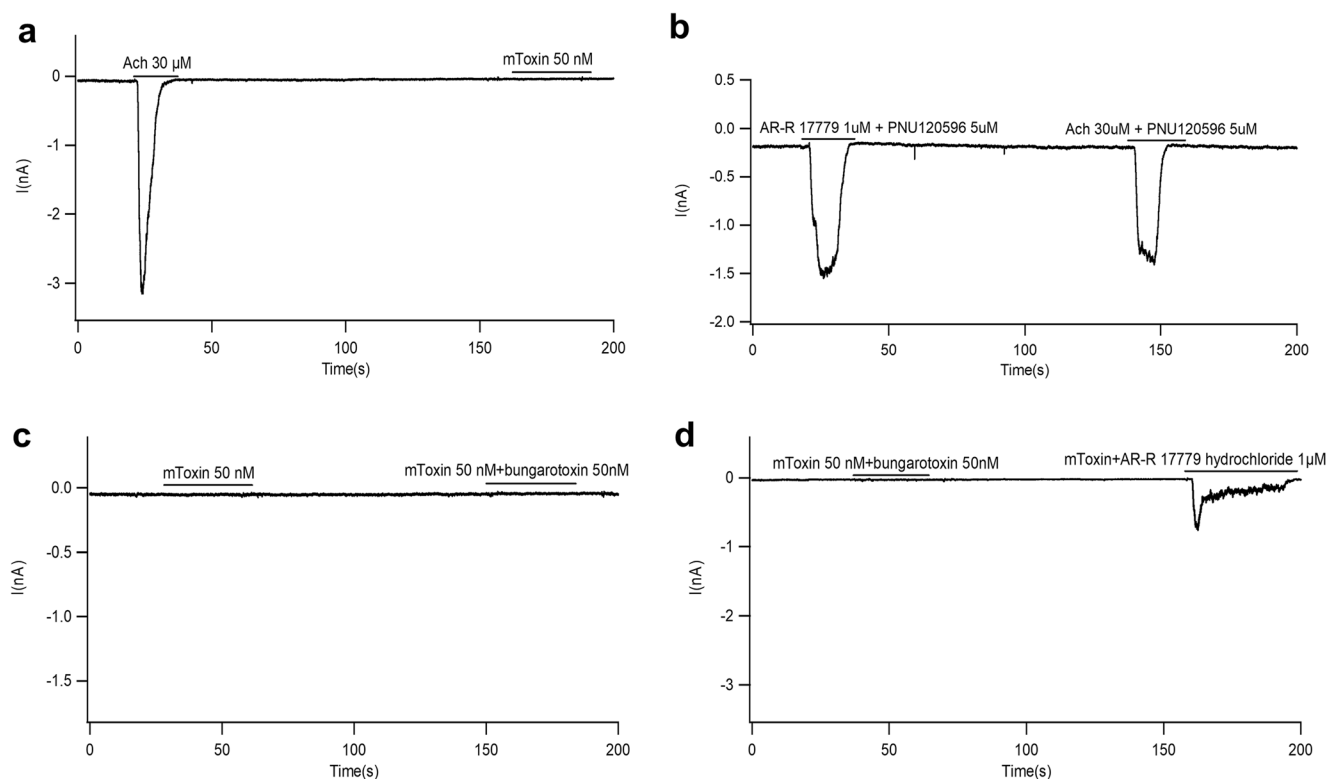 a
Ach 30 µM
mToxin 50 nM
0
-1
-2
-3
I(nA)
0
50
100
150
200
Time(s)
b
AR-R 17779 1uM + PNU120596 5uM
Ach 30uM + PNU120596 5uM
0.5
0.0
-0.5
-1.0
-1.5
-2.0
I(nA)
0
50
100
150
200
Time(s)
c
mToxin 50 nM
mToxin 50 nM+bungarotoxin 50nM
0.0
-0.5
-1.0
-1.5
I(nA)
0
50
100
150
200
Time(s)
d
mToxin 50 nM+bungarotoxin 50nM
mToxin+AR-R 17779 hydrochloride 1µM
0
-1
-2
-3
I(nA)
0
50
100
150
200
Time(s)